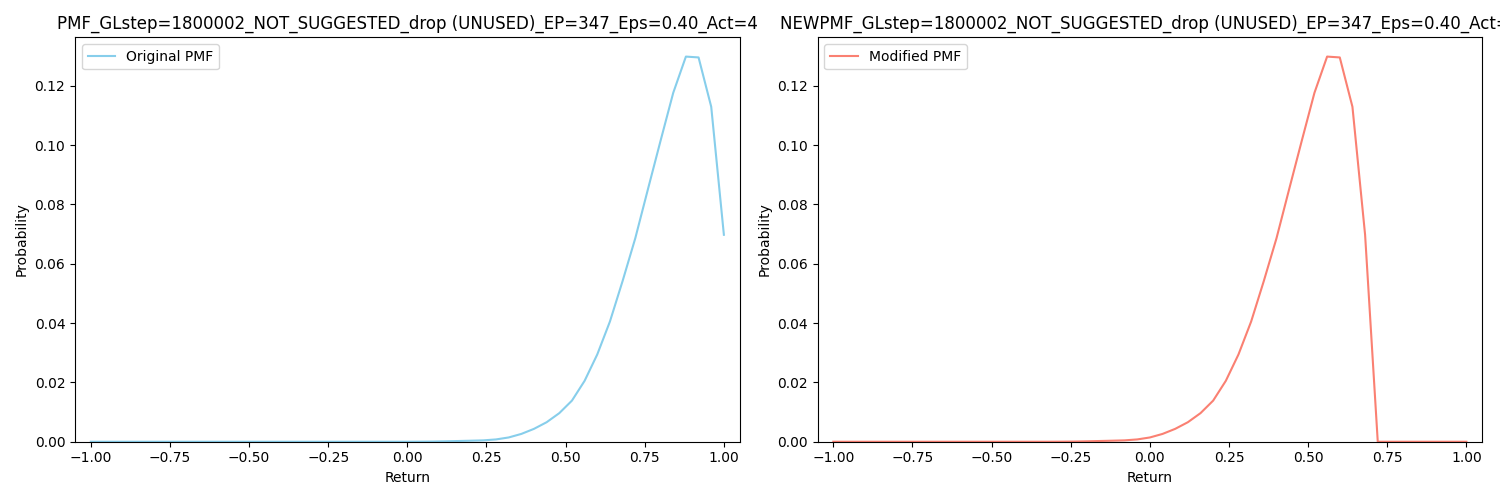 PMF_GLstep=1800002_NOT_SUGGESTED_drop (UNUSED)_EP=347_Eps=0.40_Act=4
Original PMF
0.12
0.10
0.08
0.06
0.04
0.02
0.00
Probability
−1.00 −0.75 −0.50 −0.25 0.00 0.25 0.50 0.75 1.00
Return
NEWPMF_GLstep=1800002_NOT_SUGGESTED_drop (UNUSED)_EP=347_Eps=0.40_Act=
Modified PMF
0.12
0.10
0.08
0.06
0.04
0.02
0.00
Probability
−1.00 −0.75 −0.50 −0.25 0.00 0.25 0.50 0.75 1.00
Return